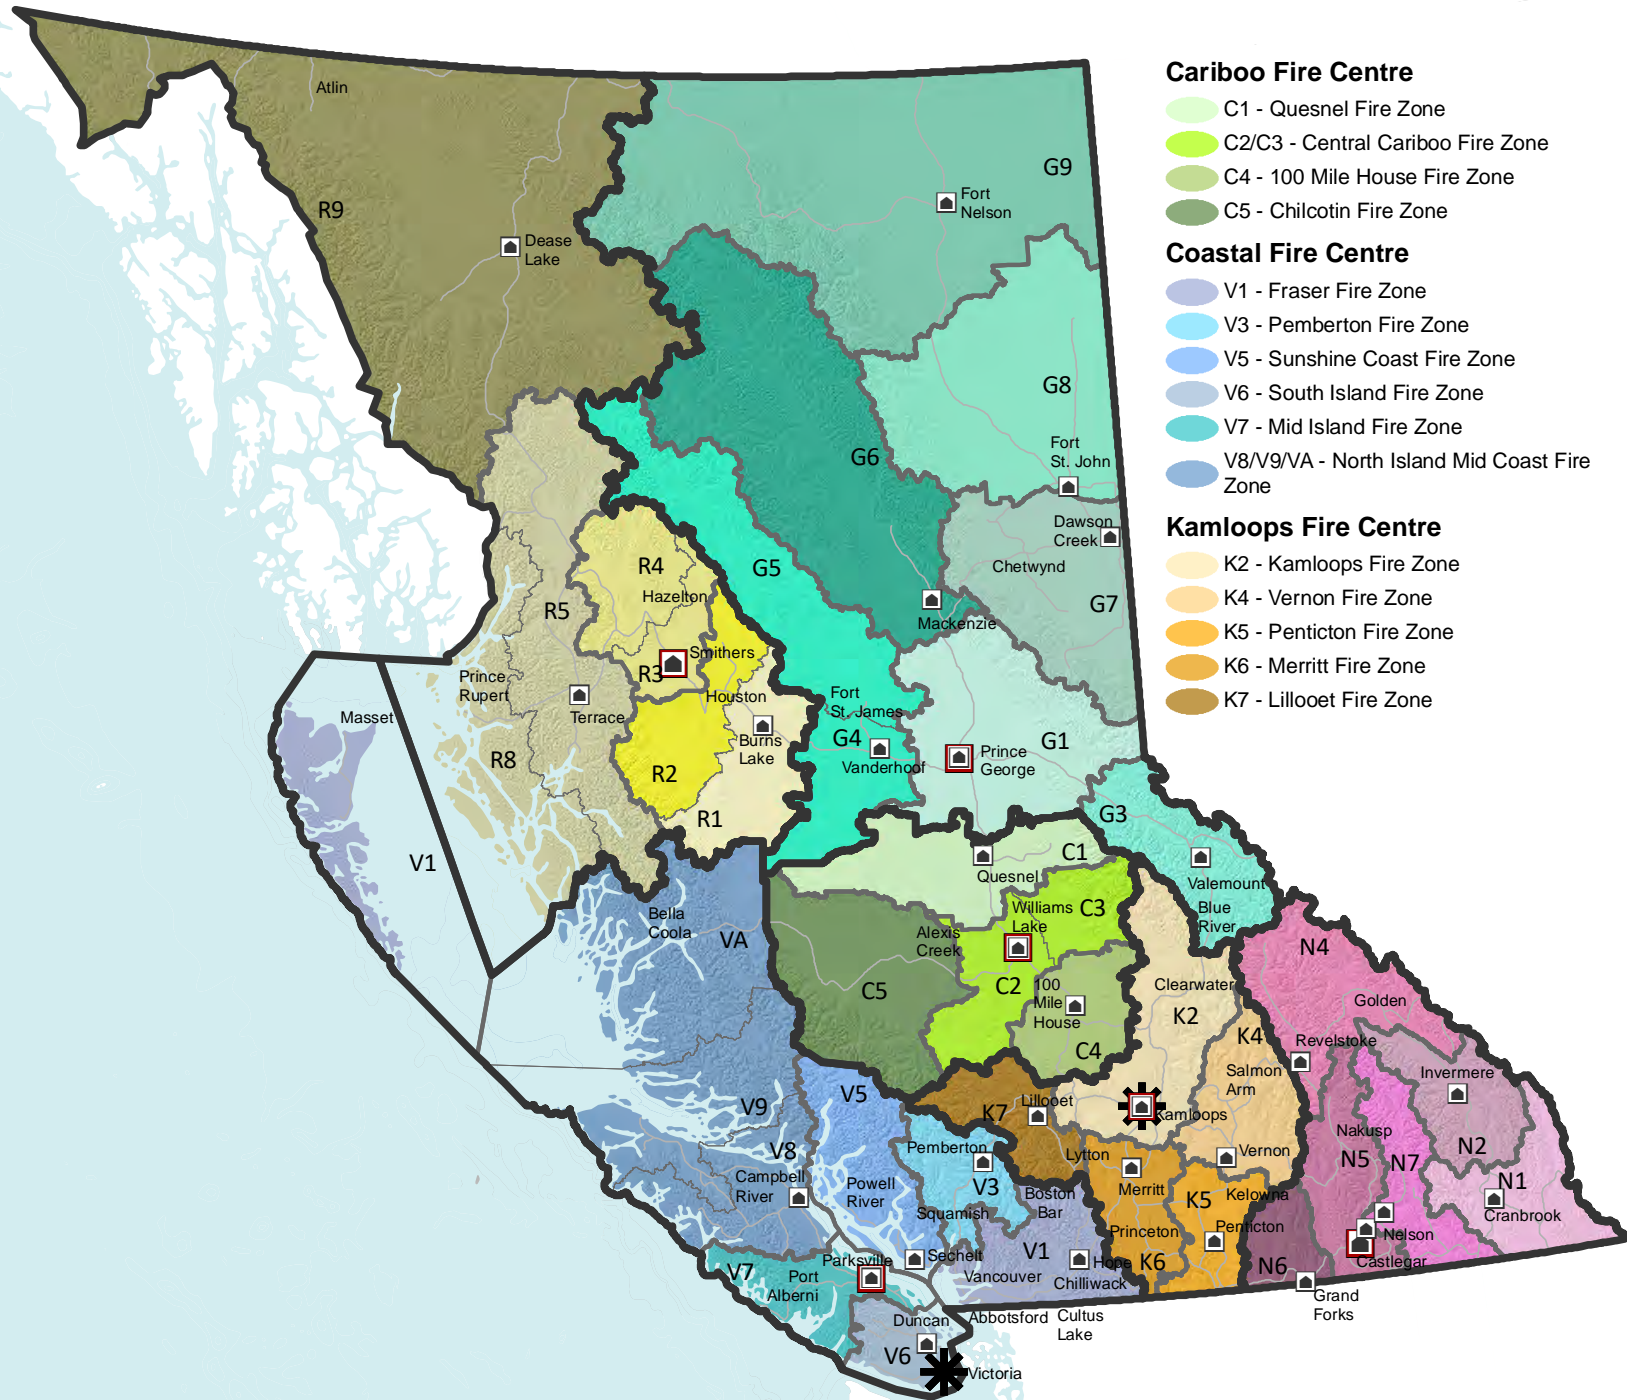 Cariboo Fire Centre
C1 - Quesnel Fire Zone
C2/C3 - Central Cariboo Fire Zone
C4 - 100 Mile House Fire Zone
C5 - Chilcotin Fire Zone
Coastal Fire Centre
V1 - Fraser Fire Zone
V3 - Pemberton Fire Zone
V5 - Sunshine Coast Fire Zone
V6 - South Island Fire Zone
V7 - Mid Island Fire Zone
V8/V9/VA - North Island Mid Coast Fire
Zone
Kamloops Fire Centre
K2 - Kamloops Fire Zone
K4 - Vernon Fire Zone
K5 - Penticton Fire Zone
K6 - Merritt Fire Zone
K7 - Lillooet Fire Zone
Atlin
R9
Dease
Lake
G9
Fort
Nelson
G8
Fort
St. John
G6
Dawson
Creek
Chetwynd
G7
Mackenzie
G5
R4
Hazelton
R5
Smithers
R3
Prince
Rupert
Terrace
Houston
Masset
Burns
Lake
Fort
St. James
G4
Vanderhoof
Prince
George
G1
R8
R2
R1
G3
V1
C1
Quesnel
Valemount
Blue
River
Williams
Lake
C3
Alexis
Creek
Bella
Coola
VA
N4
C5
C2
100
Mile
House
Clearwater
K2
Golden
C4
K4
Revelstoke
Salmon
Arm
Invermere
V5
V9
K7
Lillooet
Kamloops
Nakusp
V8
Pemberton
Lytton
Vernon
N5
N7
N2
Campbell
River
Powell
River
V3
Merritt
Boston
Bar
K5
Kelowna
N1
Cranbrook
Squamish
Princeton
Penticton
Nelson
Parksville
Sechelt
V1
Hope
K6
N6
Castlegar
V7
Port
Alberni
Vancouver
Chilliwack
Grand
Forks
Duncan
Abbotsford
Cultus
Lake
V6
Victoria